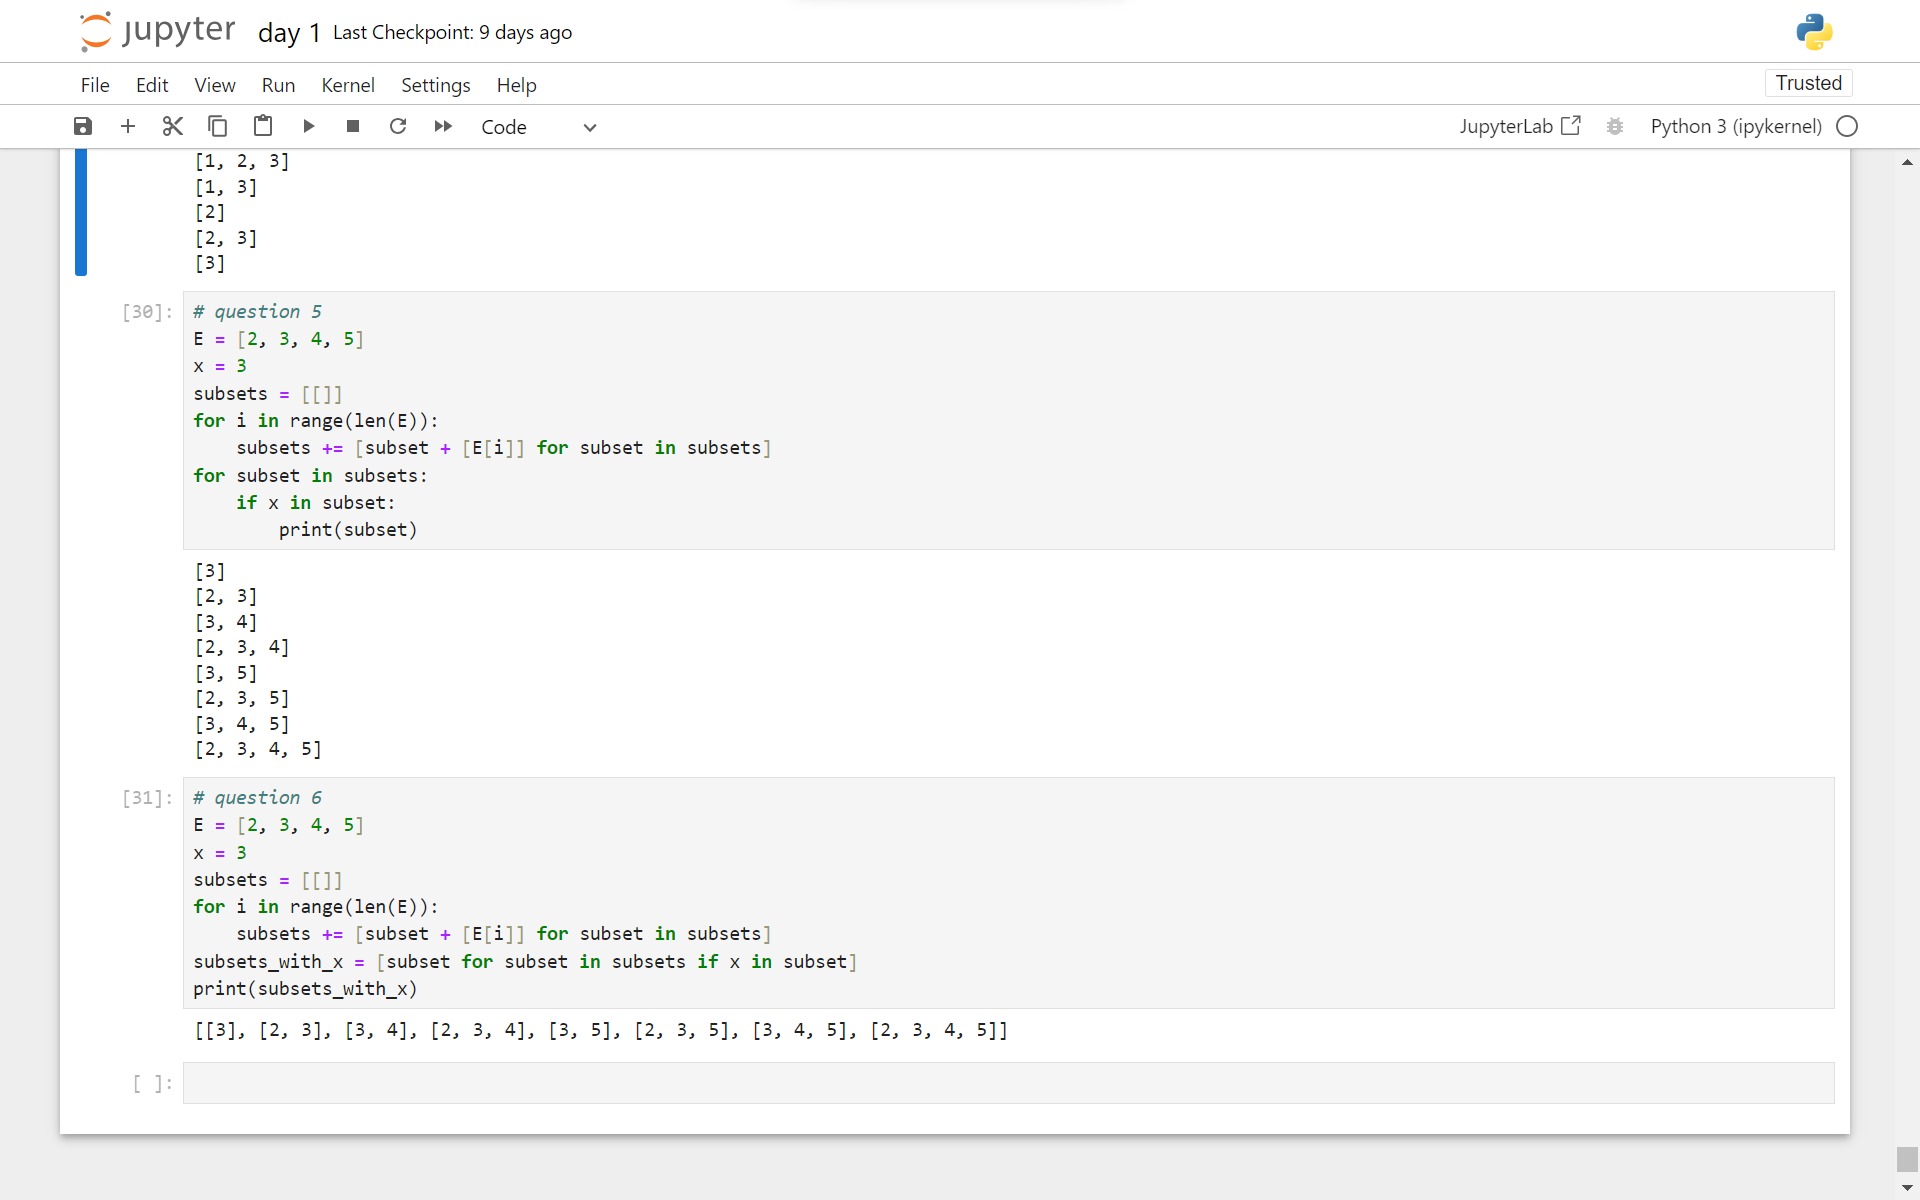 jupyter day 1 Last Checkpoint: 9 days ago
File Edit View Run Kernel Settings Help Trusted
Code JupyterLab Python 3 (ipykernel)
[1, 2, 3]
[1, 3]
[2]
[2, 3]
[3]
[30]: # question 5
E = [2, 3, 4, 5]
x = 3
subsets = [[]]
for i in range(len(E)):
    subsets += [subset + [E[i]] for subset in subsets]
for subset in subsets:
    if x in subset:
        print(subset)
[3]
[2, 3]
[3, 4]
[2, 3, 4]
[3, 5]
[2, 3, 5]
[3, 4, 5]
[2, 3, 4, 5]
[31]: # question 6
E = [2, 3, 4, 5]
x = 3
subsets = [[]]
for i in range(len(E)):
    subsets += [subset + [E[i]] for subset in subsets]
subsets_with_x = [subset for subset in subsets if x in subset]
print(subsets_with_x)
[[3], [2, 3], [3, 4], [2, 3, 4], [3, 5], [2, 3, 5], [3, 4, 5], [2, 3, 4, 5]]
[ ]: